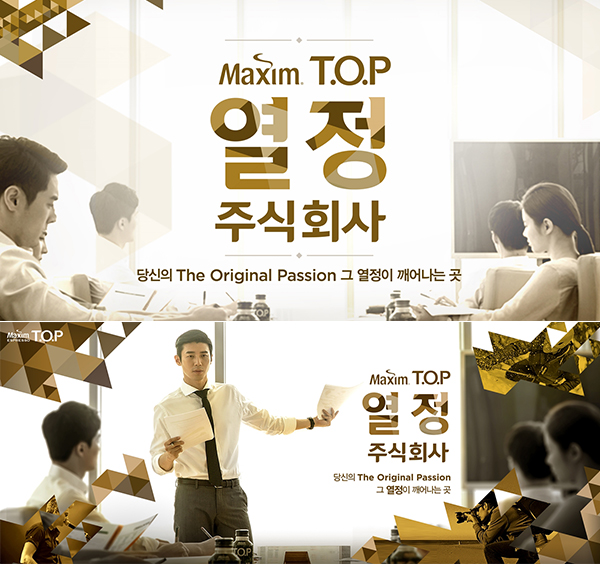 Maxim T.O.P
열정
주식회사
당신의 The Original Passion 그 열정이 깨어나는 곳
T.O.P
Maxim T.O.P
ESPRESSO
Maxim T.O.P
열정
주식회사
당신의 The Original Passion
그 열정이 깨어나는 곳
T.O.P